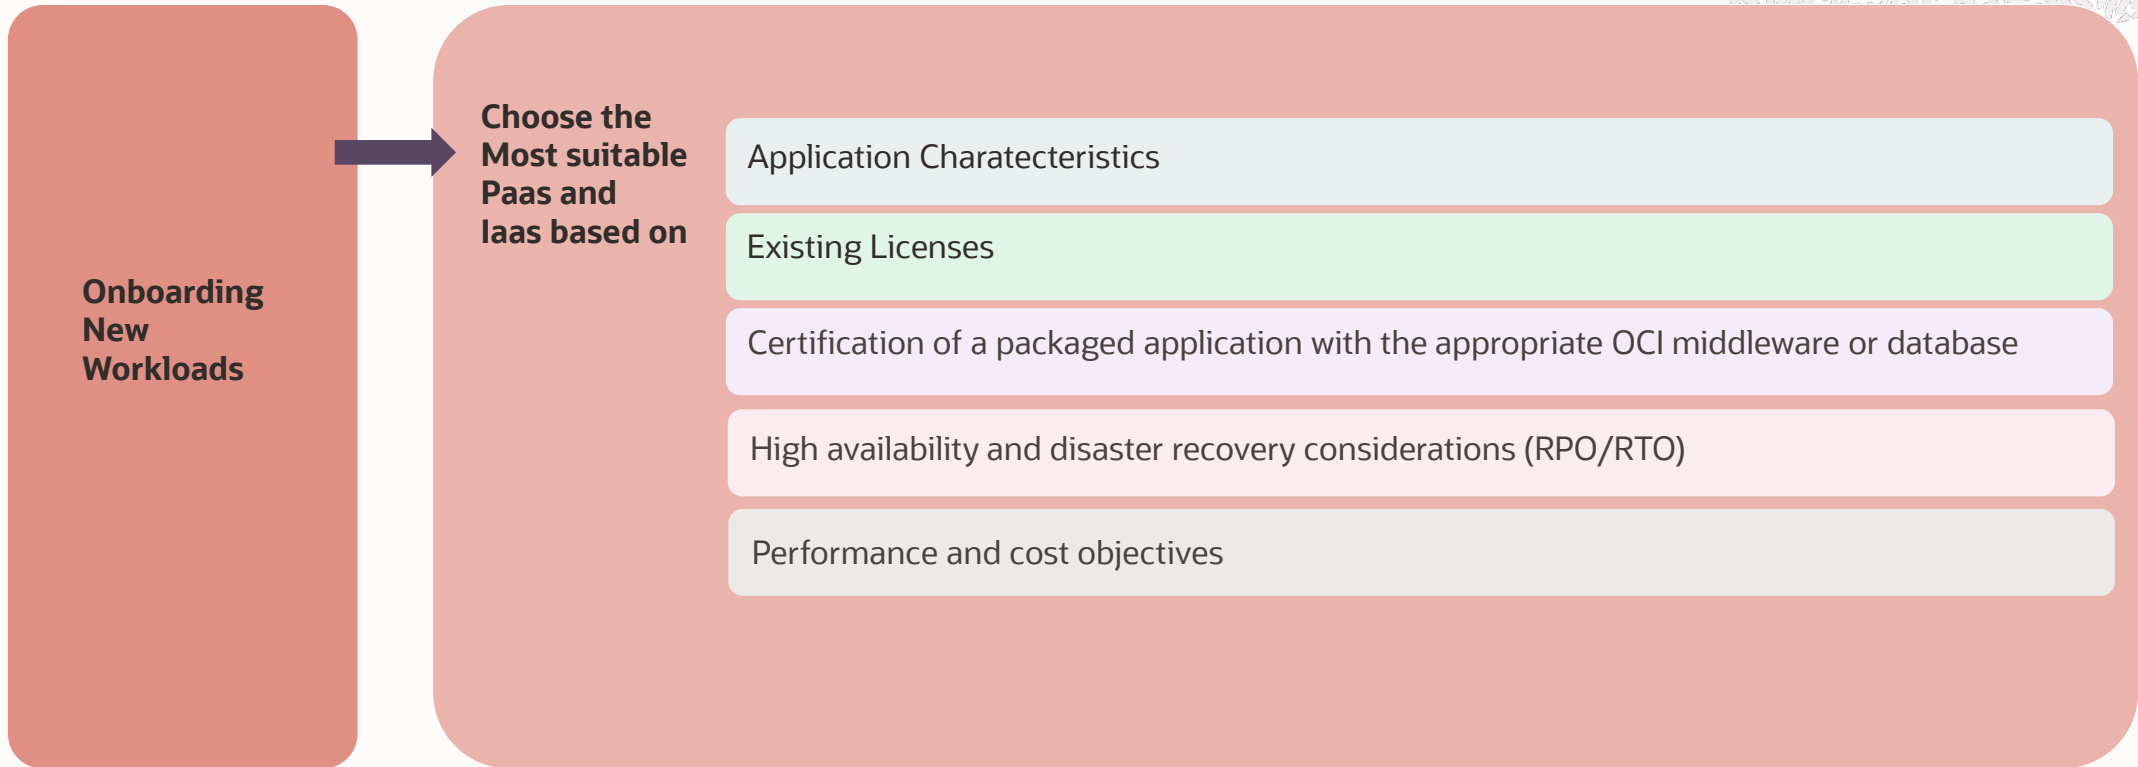 Onboarding
New
Workloads
Choose the
Most suitable
Paas and
Iaas based on
Application Charatecteristics
Existing Licenses
Certification of a packaged application with the appropriate OCI middleware or database
High availability and disaster recovery considerations (RPO/RTO)
Performance and cost objectives